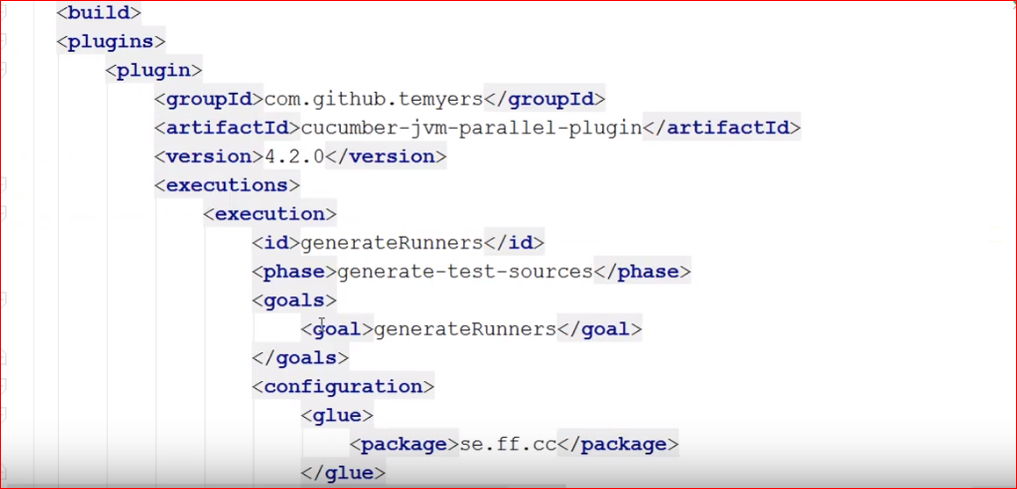 <build>
<plugins>
<plugin>
<groupId>com.github.temyers</groupId>
<artifactId>cucumber-jvm-parallel-plugin</artifactId>
<version>4.2.0</version>
<executions>
<execution>
<id>generateRunners</id>
<phase>generate-test-sources</phase>
<goals>
<goal>generateRunners</goal>
</goals>
<configuration>
<glue>
<package>se.ff.cc</package>
</glue>